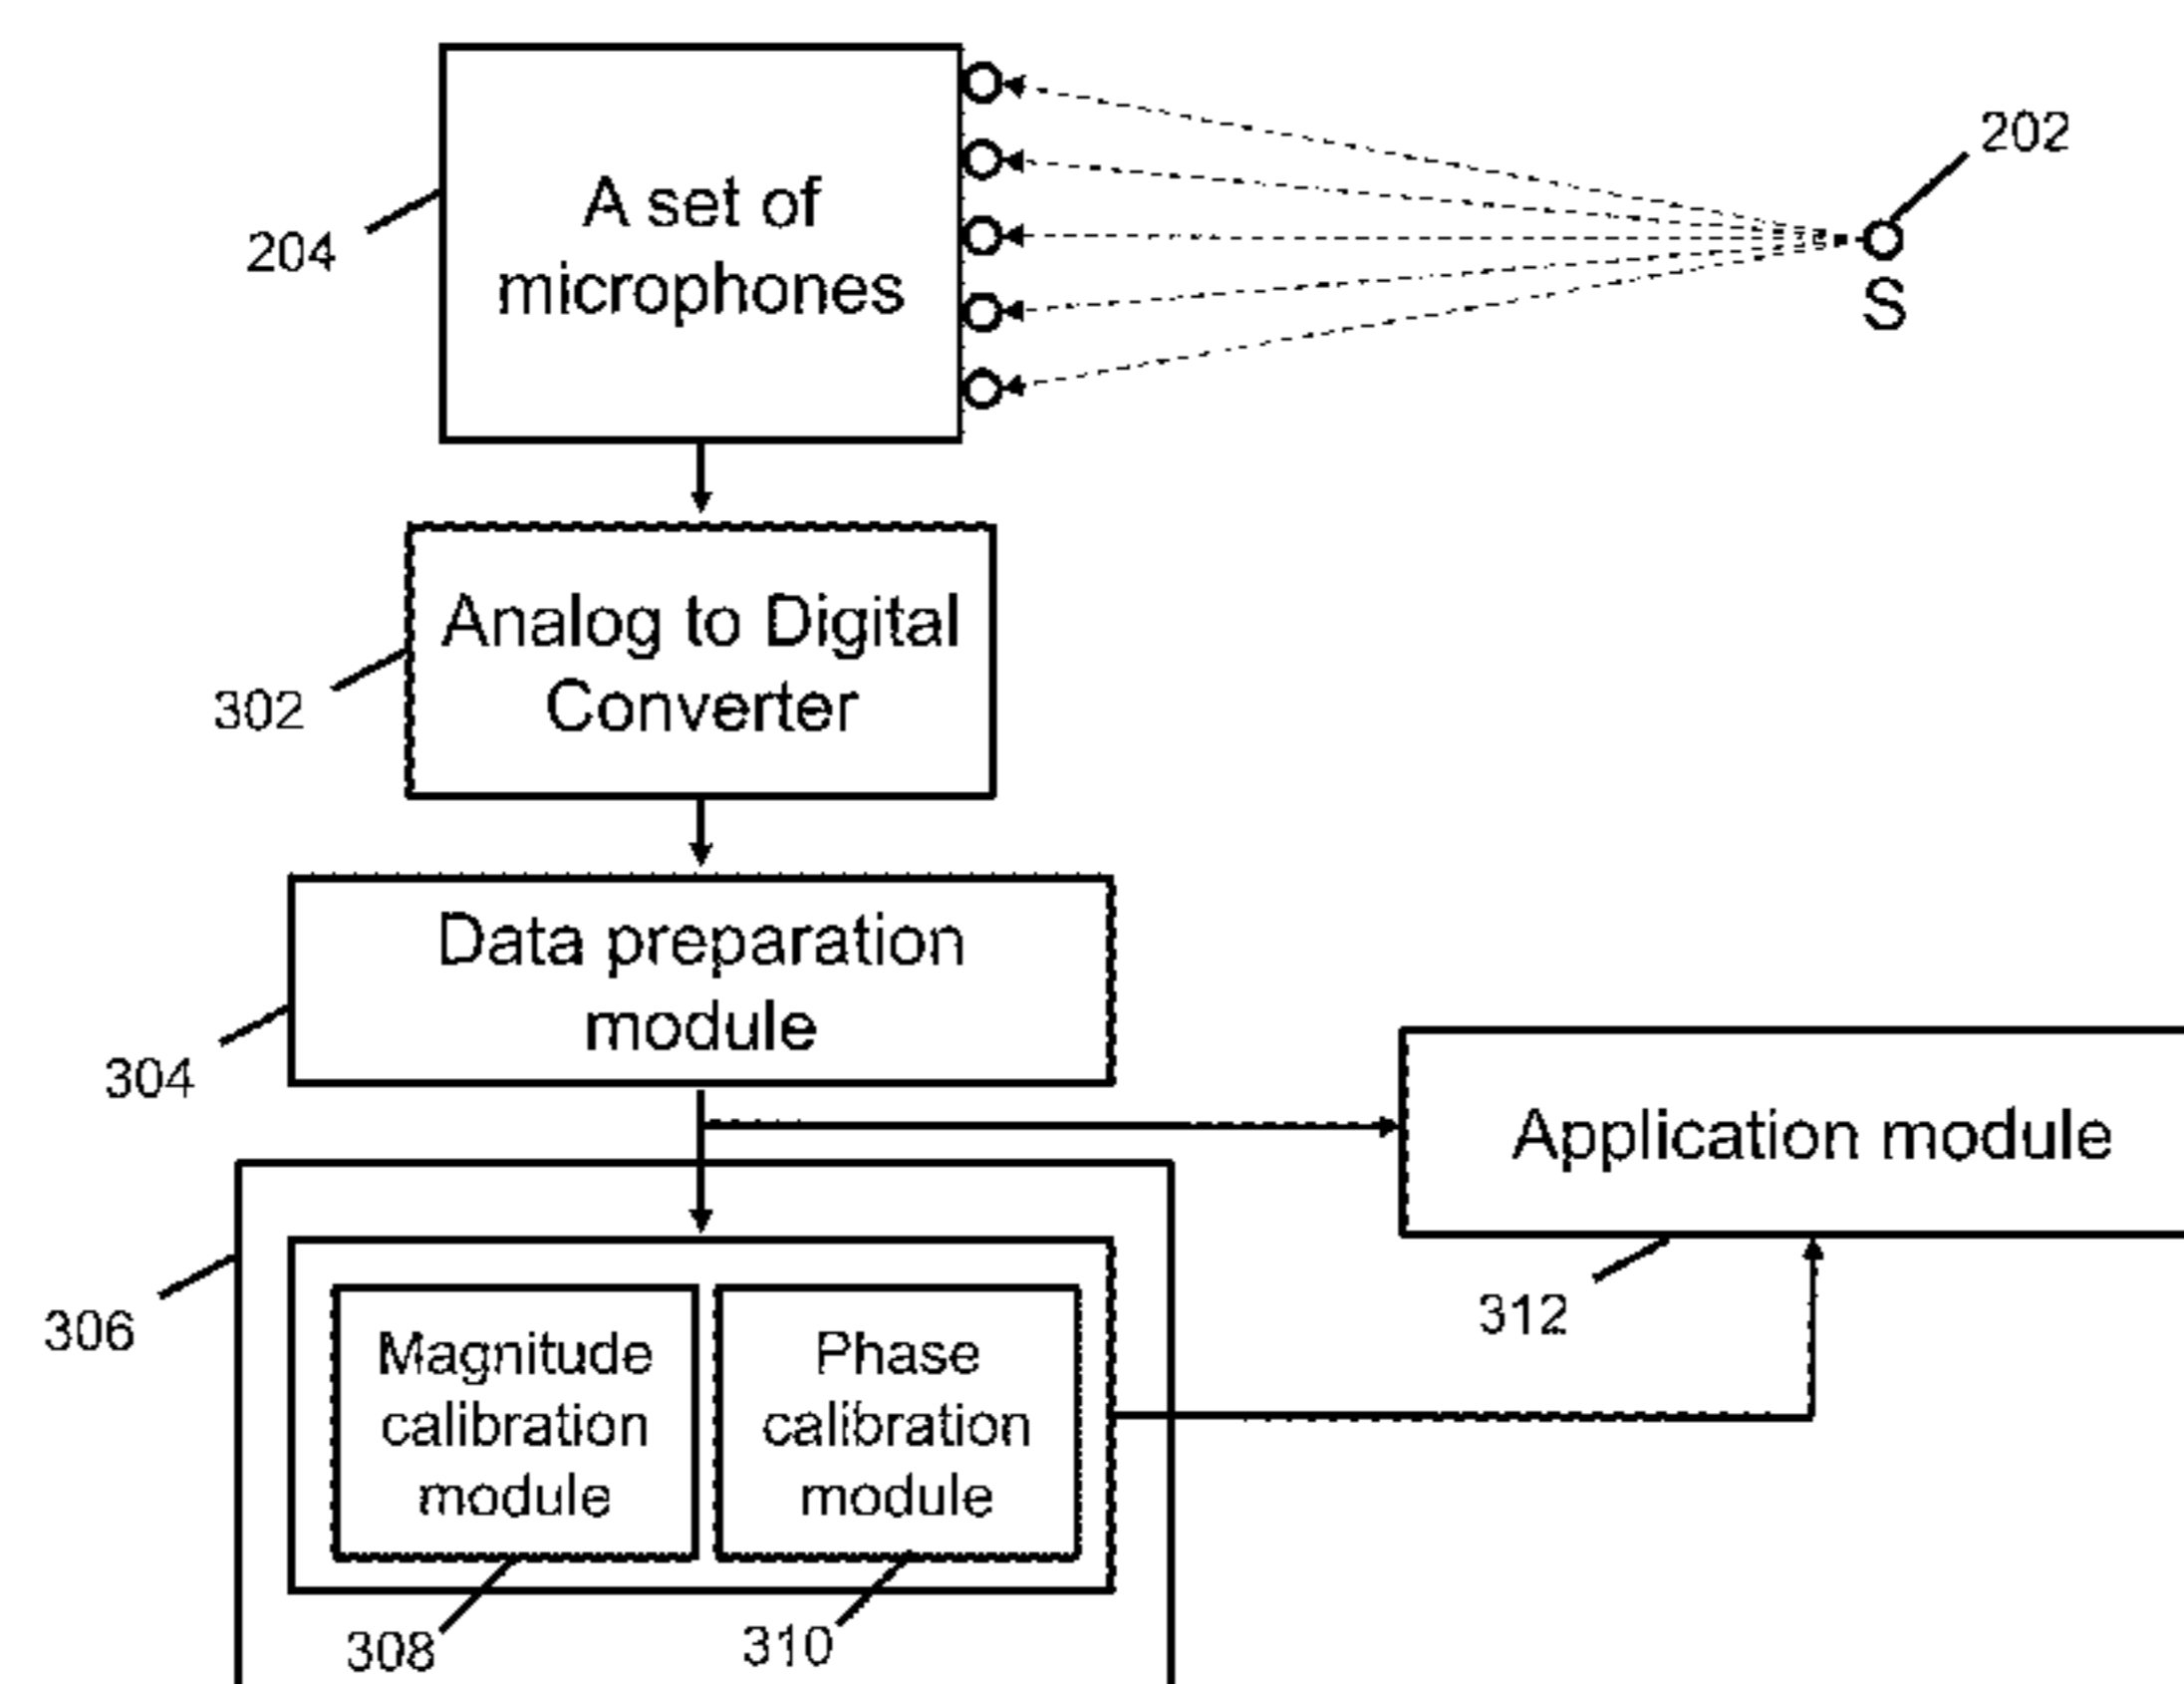 202
A set of
microphones
204
S
Analog to Digital
Converter
302
Data preparation
module
304
Application module
312
306
Magnitude
calibration
module
Phase
calibration
module
308
310